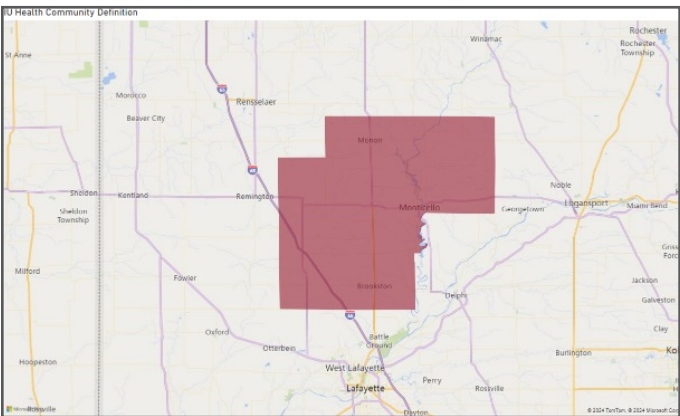 IU Health Community Definition
Rochester
Winamac
Rochester
Township
St Anne
Morocco
Rensselaer
Beaver City
Monon
Noble
Sheldon
Kentland
Remington
Logansport
Miami Bend
Monticello
Georgetown
Sheldon
Township
Milford
Fowler
Jackson
Brookston
Delphi
Galveston
Oxford
Battle
Ground
Clay
Otterbein
Burlington
Hoopeston
West Lafayette
Perry
Lafayette
Rossville
Rossville
Dayton
© 2024 TomTom, © 2024 Microsoft Cor